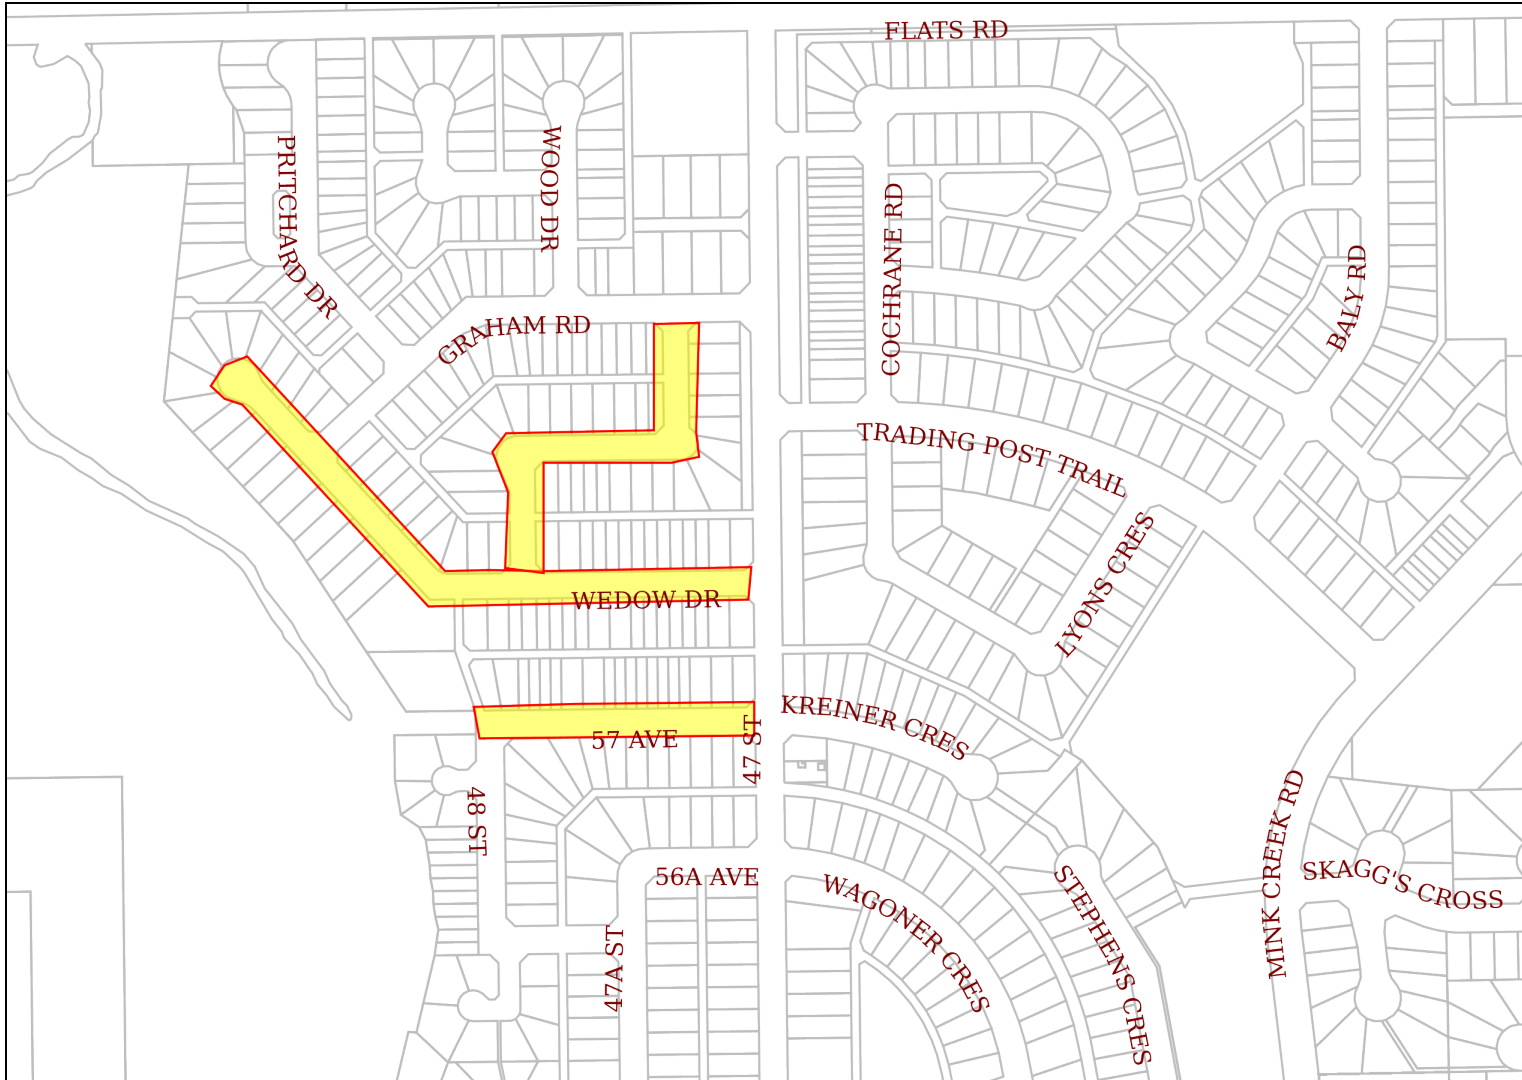 FLATS RD
PRITCHARD DR
WOOD DR
COCHRANE RD
BALY RD
GRAHAM RD
TRADING POST TRAIL
LYONS CRES
WEDOW DR
KREINER CRES
57 AVE
47 ST
48 ST
MINK CREEK RD
SKAGG'S CROSS
56A AVE
WAGONER CRES
STEPHENS CRES
47A ST